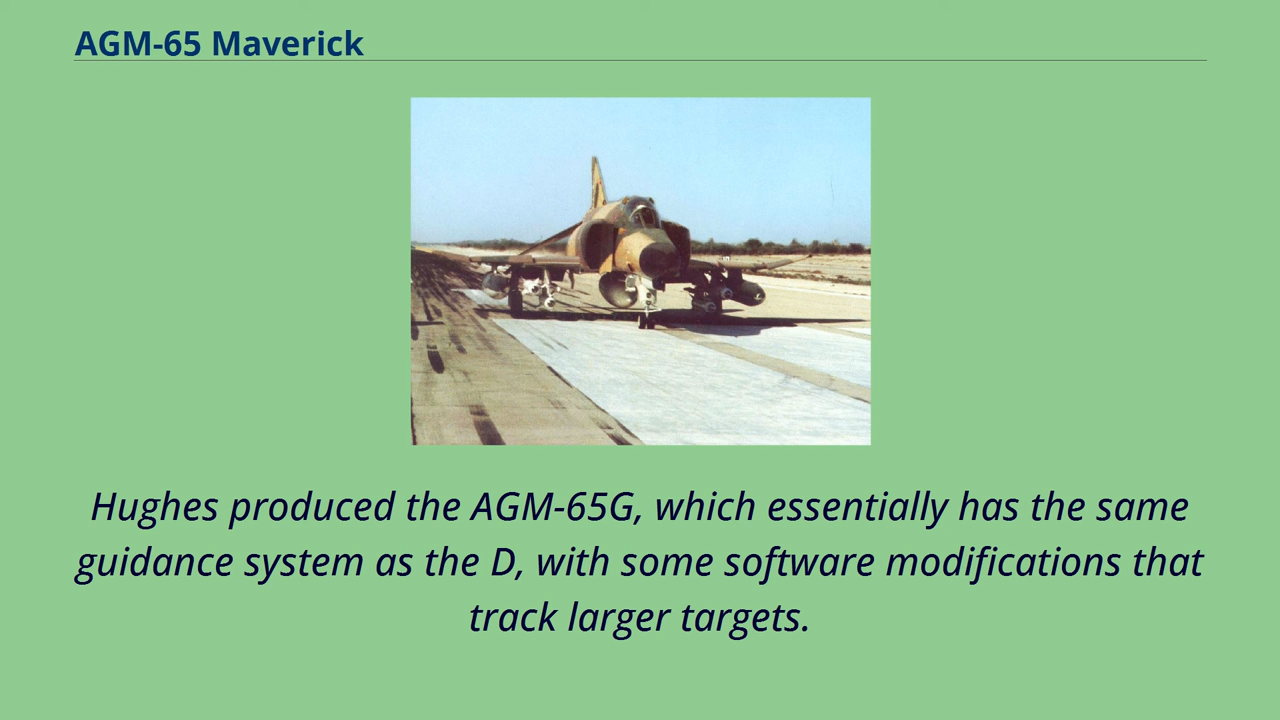 AGM-65 Maverick
Hughes produced the AGM-65G, which essentially has the same
guidance system as the D, with some software modifications that
track larger targets.